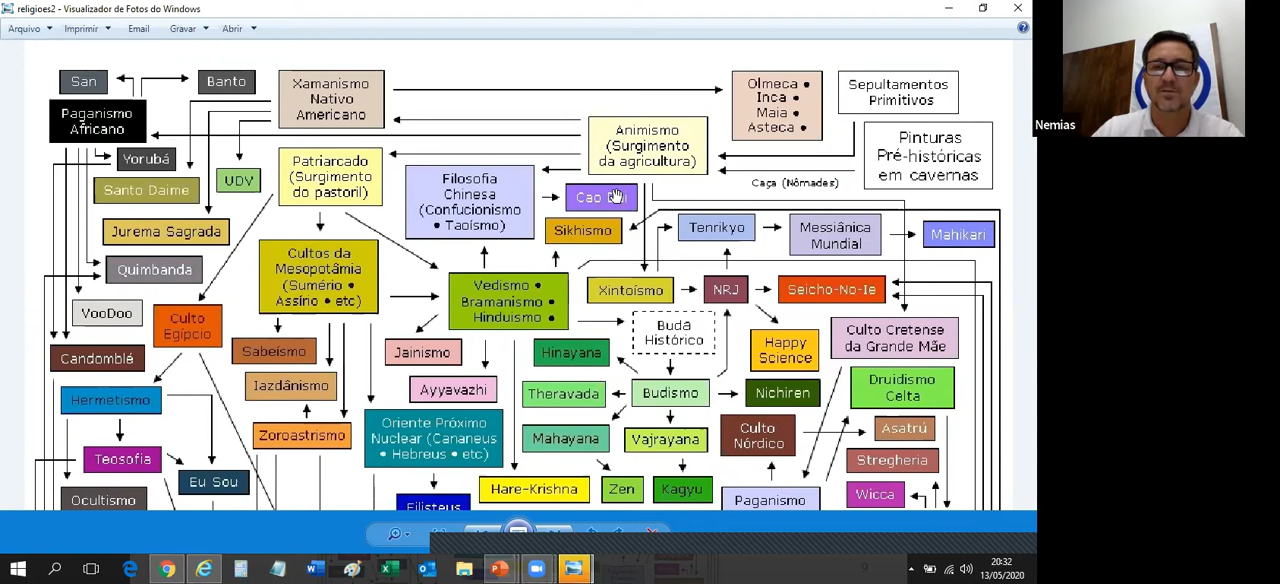 religioes2 - Visualizador de Fotos do Windows
Arquivo
Imprimir
Email
Gravar
Abrir
San
Banto
Xamanismo
Nativo
Americano
Olmeca •
Inca •
Maia •
Asteca •
Sepultamentos
Primitivos
Paganismo
Africano
Animismo
(Surgimento
da agricultura)
Pinturas
Pré-históricas
em cavernas
Nemias
Yorubá
Patriarcado
(Surgimento
do pastoril)
Filosofia
Chinesa
(Confucionismo
• Taoísmo)
Caça (Nômades)
Santo Daime
UDV
Cao
Jurema Sagrada
Sikhismo
Tenrikyo
Messiânica
Mundial
Mahikari
Quimbanda
Cultos da
Mesopotâmia
(Sumério •
Assírio • etc)
Vedismo •
Bramanismo •
Hinduismo •
Xintoísmo
NRJ
Seicho-No-Ie
VooDoo
Culto
Egípcio
Buda
Histórico
Culto Cretense
da Grande Mãe
Candomblé
Sabeísmo
Jainismo
Hinayana
Happy
Science
Hermetismo
Iazdânismo
Ayyavazhi
Theravada
Budismo
Nichiren
Druidismo
Celta
Zoroastrismo
Oriente Próximo
Nuclear (Cananeus
• Hebreus • etc)
Mahayana
Vajrayana
Culto
Nórdico
Asatrú
Teosofia
Stregheria
Eu Sou
Hare-Krishna
Zen
Kagyu
Ocultismo
Paganismo
Wicca
Filisteus
20:32
13/05/2020